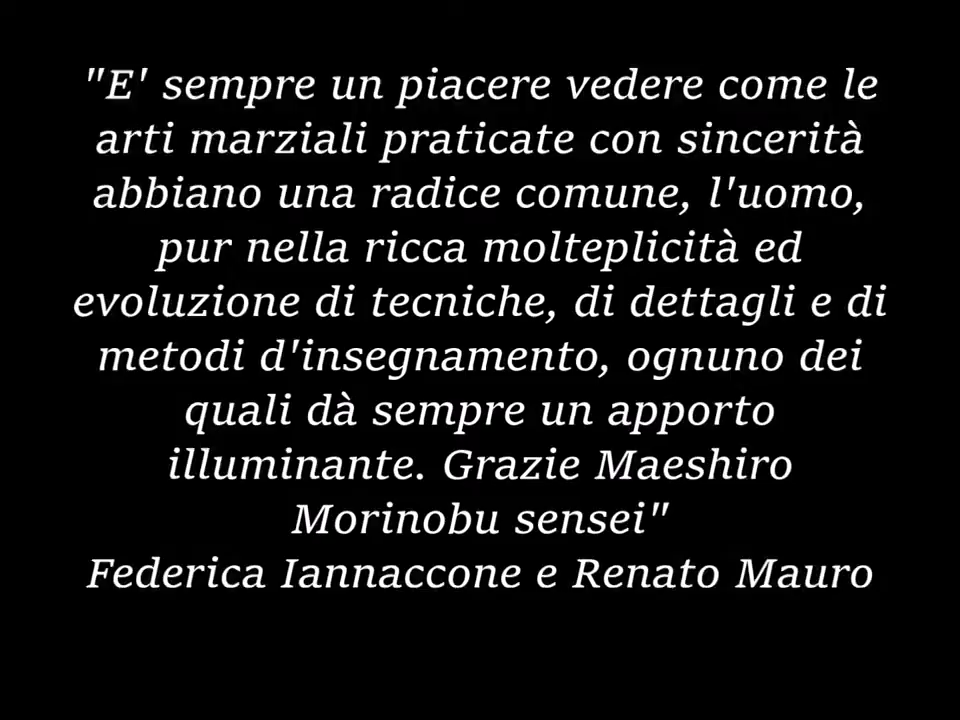 "E' sempre un piacere vedere come le
arti marziali praticate con sincerità
abbiano una radice comune, l'uomo,
pur nella ricca molteplicità ed
evoluzione di tecniche, di dettagli e di
metodi d'insegnamento, ognuno dei
quali dà sempre un apporto
illuminante. Grazie Maeshiro
Morinobu sensei"
Federica Iannaccone e Renato Mauro